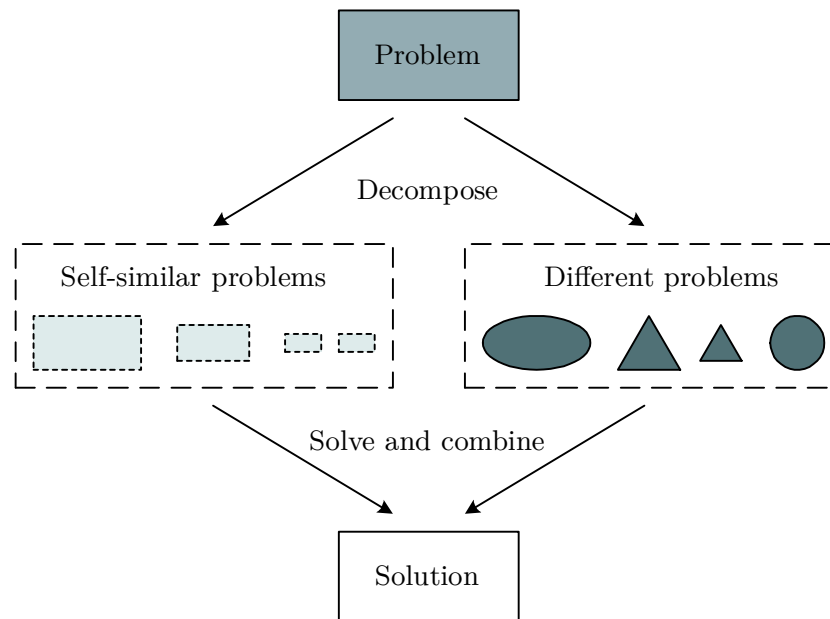 Problem
Decompose
Self-similar problems
Different problems
Solve and combine
Solution